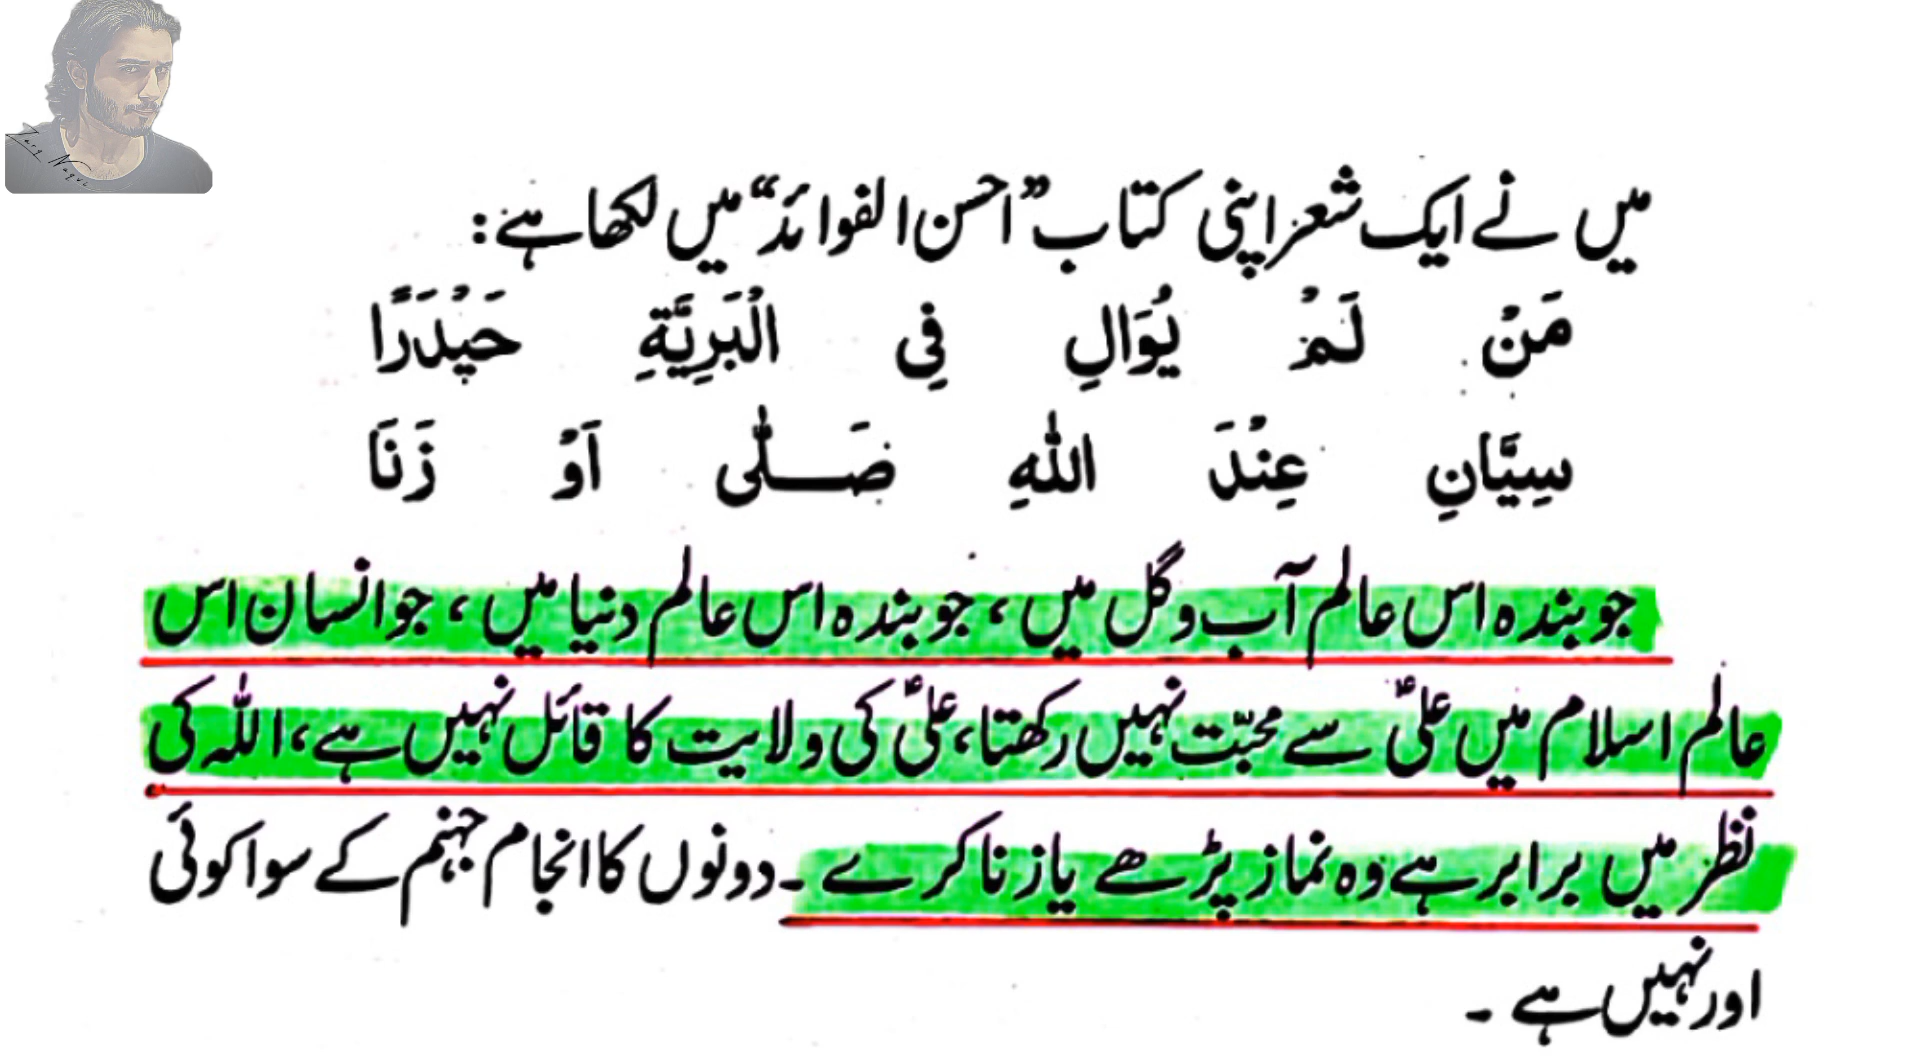 Zarq Naqvi
میں نے ایک شعر اپنی کتاب ”احسن الفوائد“ میں لکھا ہے:
مَنْ لَمْ يُوَالِ فِى الْبَرِيَّةِ حَيْدَرًا
سِيَّانِ عِنْدَ اللهِ صَلّٰى اَوْ زَنَا
جو بندہ اس عالم آب و گل میں، جو بندہ اس عالم دنیا میں، جو انسان اس
عالم اسلام میں علیؑ سے محبّت نہیں رکھتا، علیؑ کی ولایت کا قائل نہیں ہے، اللہ کی
نظر میں برابر ہے وہ نماز پڑھے یا زنا کرے۔ دونوں کا انجام جہنم کے سوا کوئی
اور نہیں ہے۔